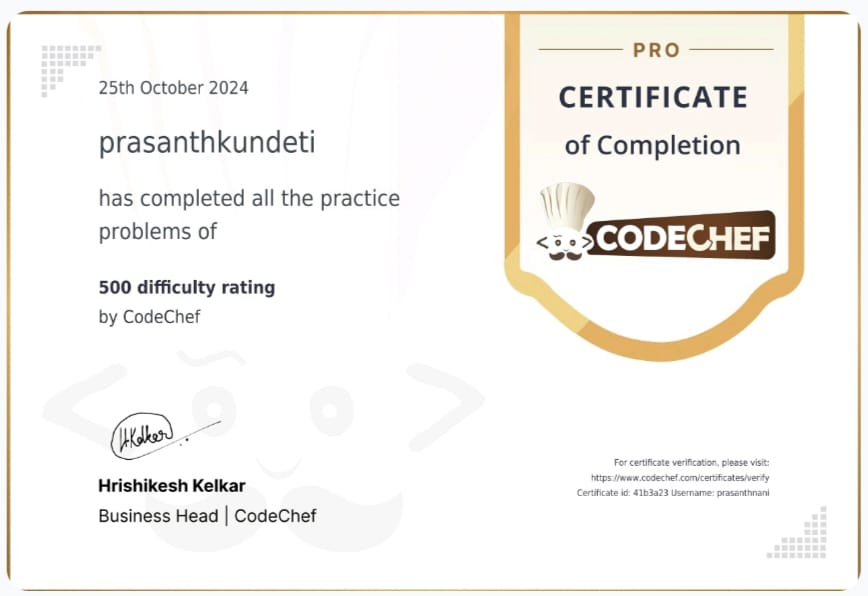 25th October 2024
prasanthkundeti
has completed all the practice
problems of
500 difficulty rating
by CodeChef
PRO
CERTIFICATE
of Completion
CODECHEF
H.Kelkar
Hrishikesh Kelkar
Business Head | CodeChef
For certificate verification, please visit:
https://www.codechef.com/certificates/verify
Certificate id: 41b3a23 Username: prasanthnani